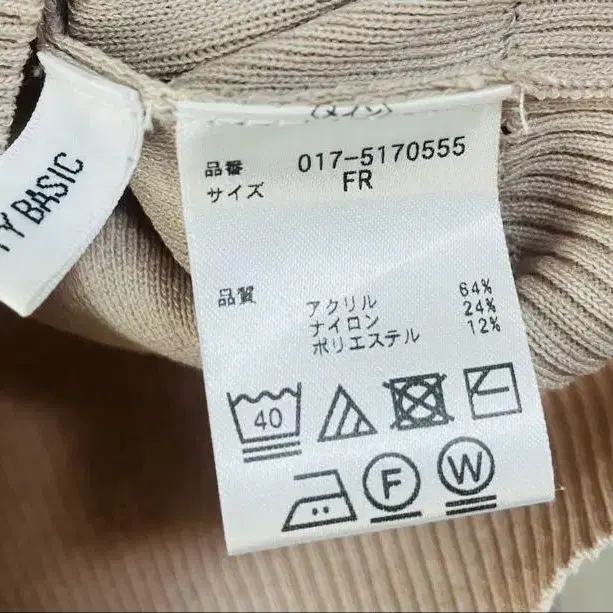 TY BASIC
品番 017-5170555
サイズ FR
品質
アクリル 64%
ナイロン 24%
ポリエステル 12%
40
F
W